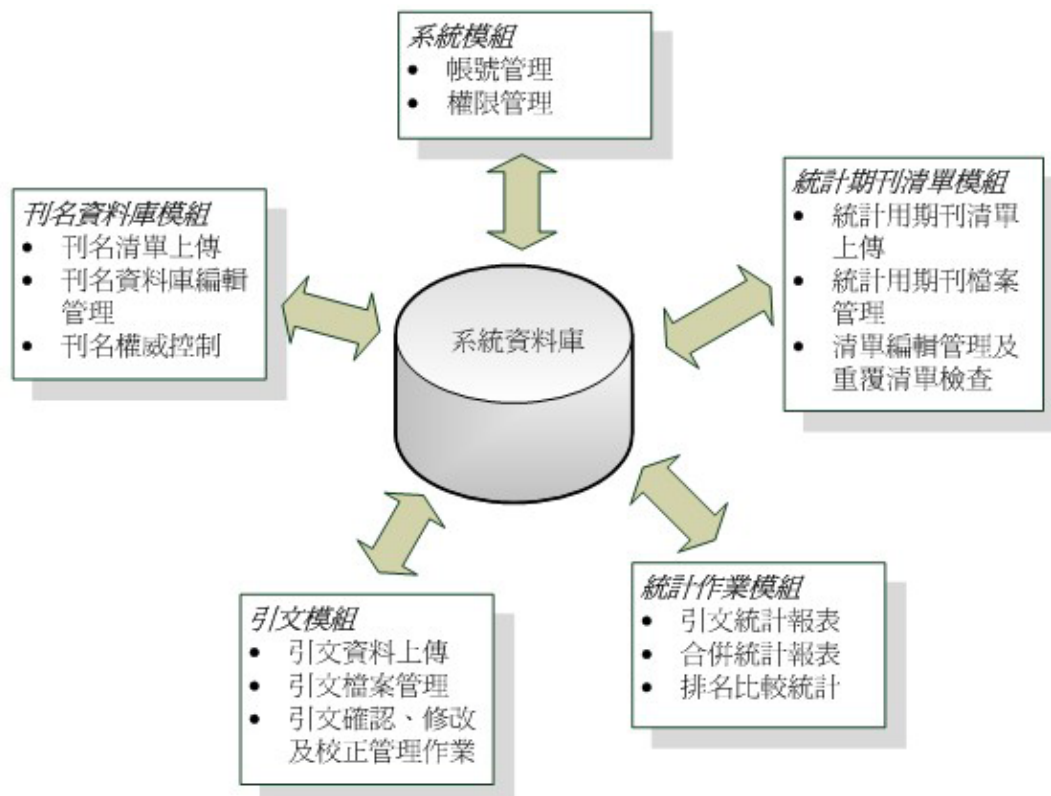 系統模組
• 帳號管理
• 權限管理
刊名資料庫模組
• 刊名清單上傳
• 刊名資料庫編輯
管理
• 刊名權威控制
統計期刊清單模組
• 統計用期刊清單
上傳
• 統計用期刊檔案
管理
• 清單編輯管理及
重覆清單檢查
系統資料庫
引文模組
• 引文資料上傳
• 引文檔案管理
• 引文確認、修改
及校正管理作業
統計作業模組
• 引文統計報表
• 合併統計報表
• 排名比較統計